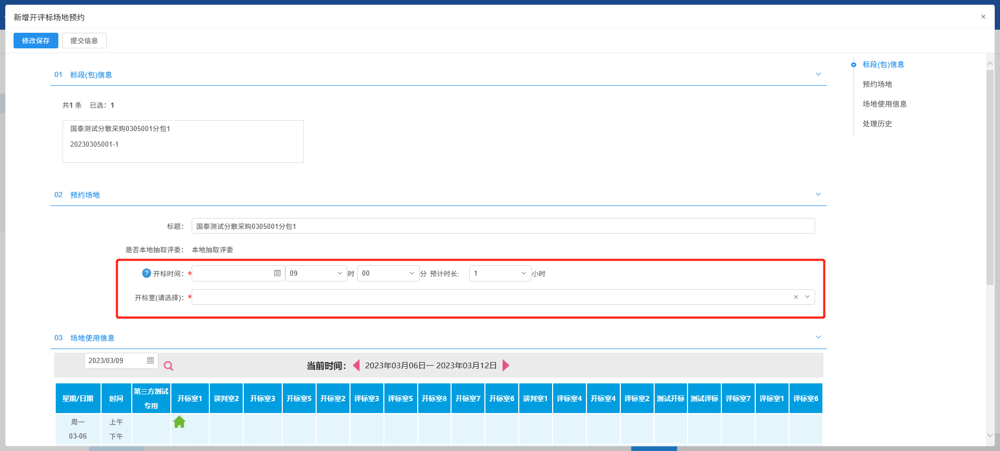 新增开评标场地预约
×
修改保存 提交信息
01 标段(包)信息
共1 条 已选：1
国泰测试分散采购0305001分包1
20230305001-1
02 预约场地
标题： 国泰测试分散采购0305001分包1
是否本地抽取评委： 本地抽取评委
? 开标时间：* 09 时 00 分 预计时长: 1 小时
开标室(请选择)：* ×
03 场地使用信息
2023/03/09 当前时间： 2023年03月06日一 2023年03月12日
星期/日期 时间 第三方测试专用 开标室1 谈判室2 开标室3 开标室5 开标室2 评标室3 评标室5 开标室8 开标室7 开标室6 谈判室1 评标室4 开标室4 评标室2 测试开标 测试评标 评标室7 评标室1 评标室6
周一 上午
03-06 下午
标段(包)信息
预约场地
场地使用信息
处理历史